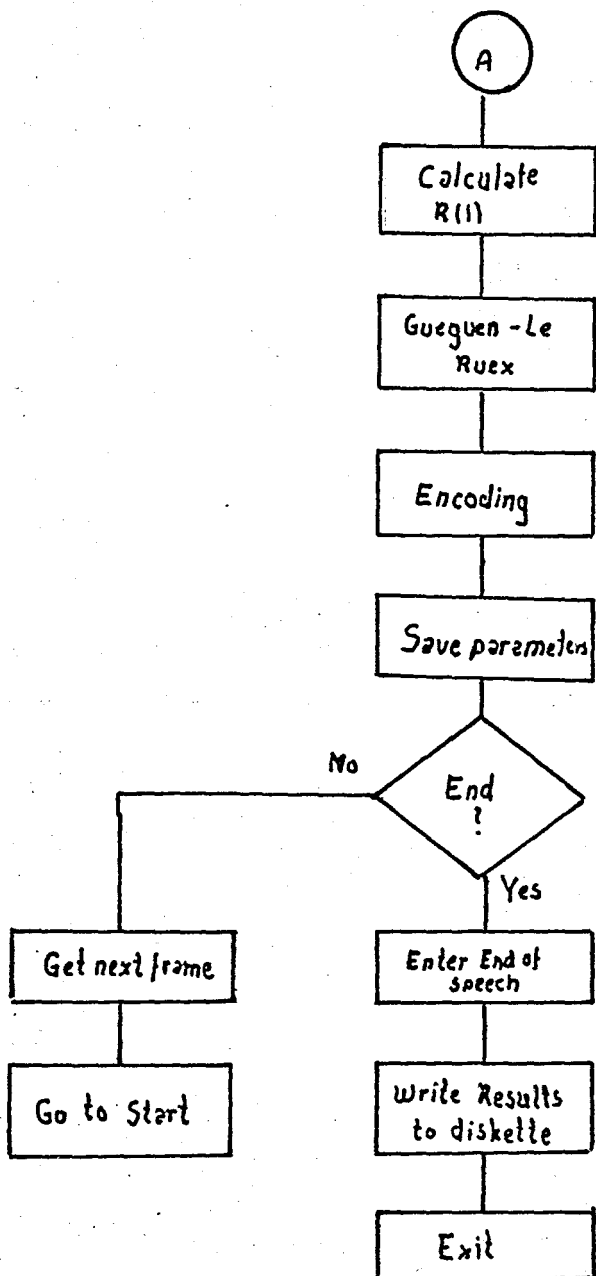 A
Calculate
R(i)
Gueguen - Le
Ruex
Encoding
Save parameters
End
?
No
Yes
Get next frame
Go to Start
Enter End of
speech
Write Results
to diskette
Exit